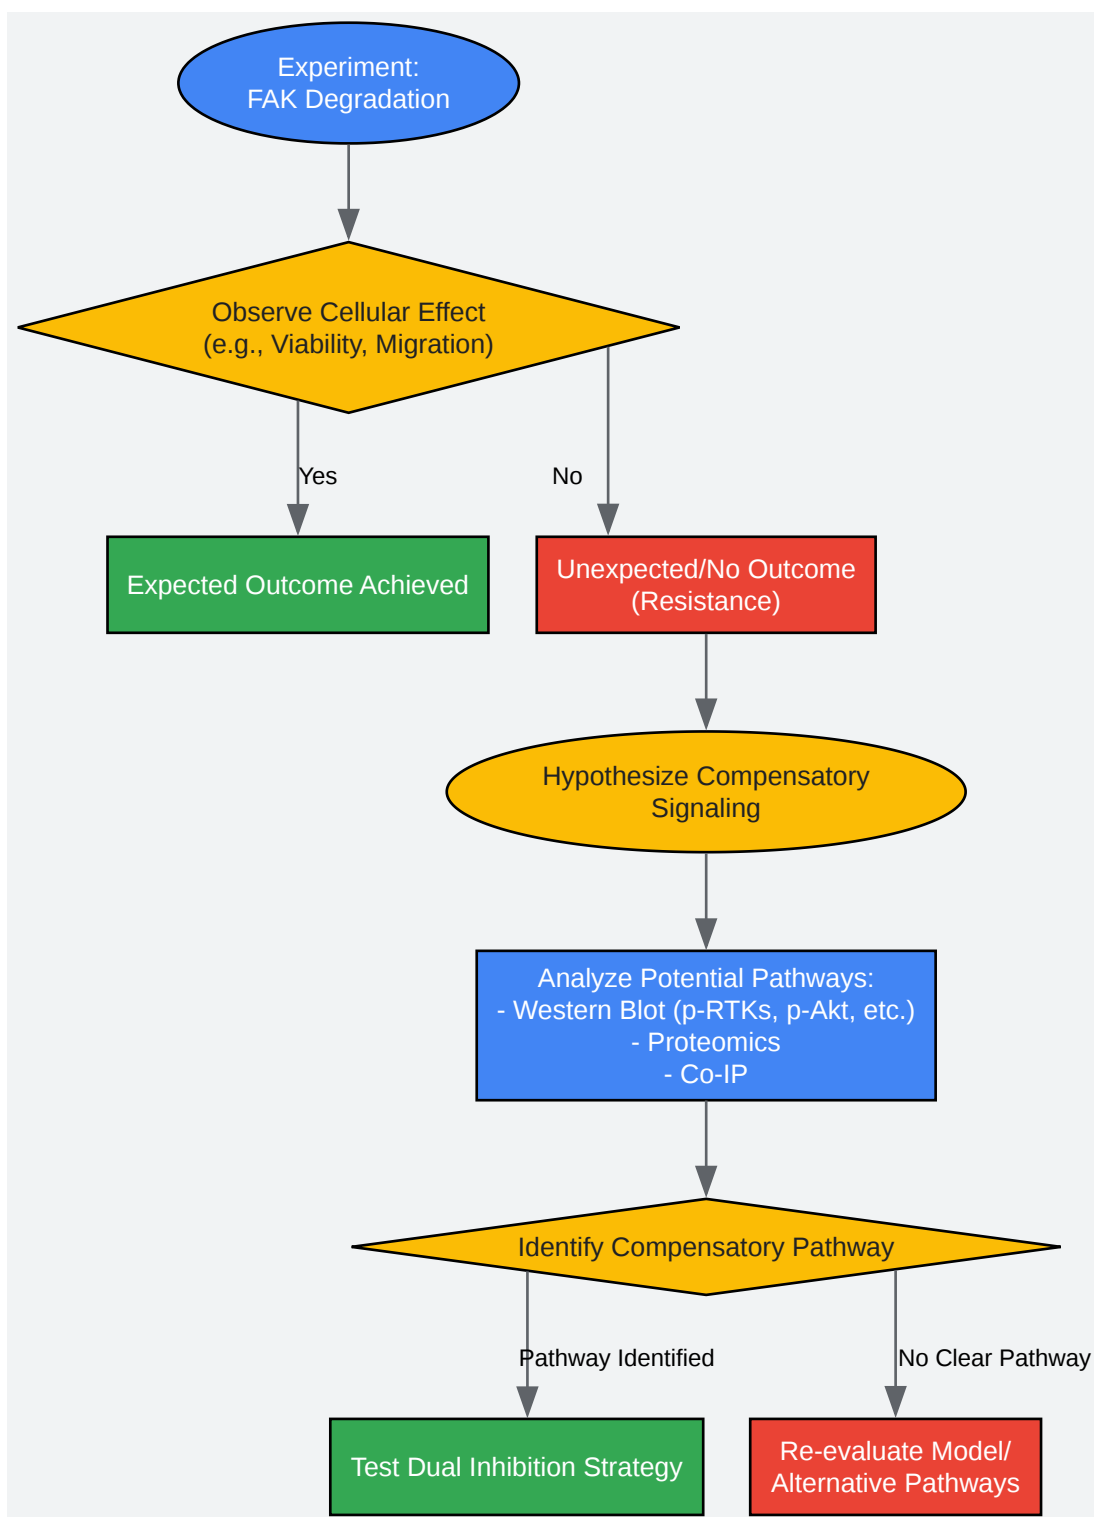 Experiment:
FAK Degradation
Observe Cellular Effect
(e.g., Viability, Migration)
Yes
No
Expected Outcome Achieved
Unexpected/No Outcome
(Resistance)
Hypothesize Compensatory
Signaling
Analyze Potential Pathways:
- Western Blot (p-RTKs, p-Akt, etc.)
- Proteomics
- Co-IP
Identify Compensatory Pathway
Pathway Identified
No Clear Pathway
Test Dual Inhibition Strategy
Re-evaluate Model/
Alternative Pathways